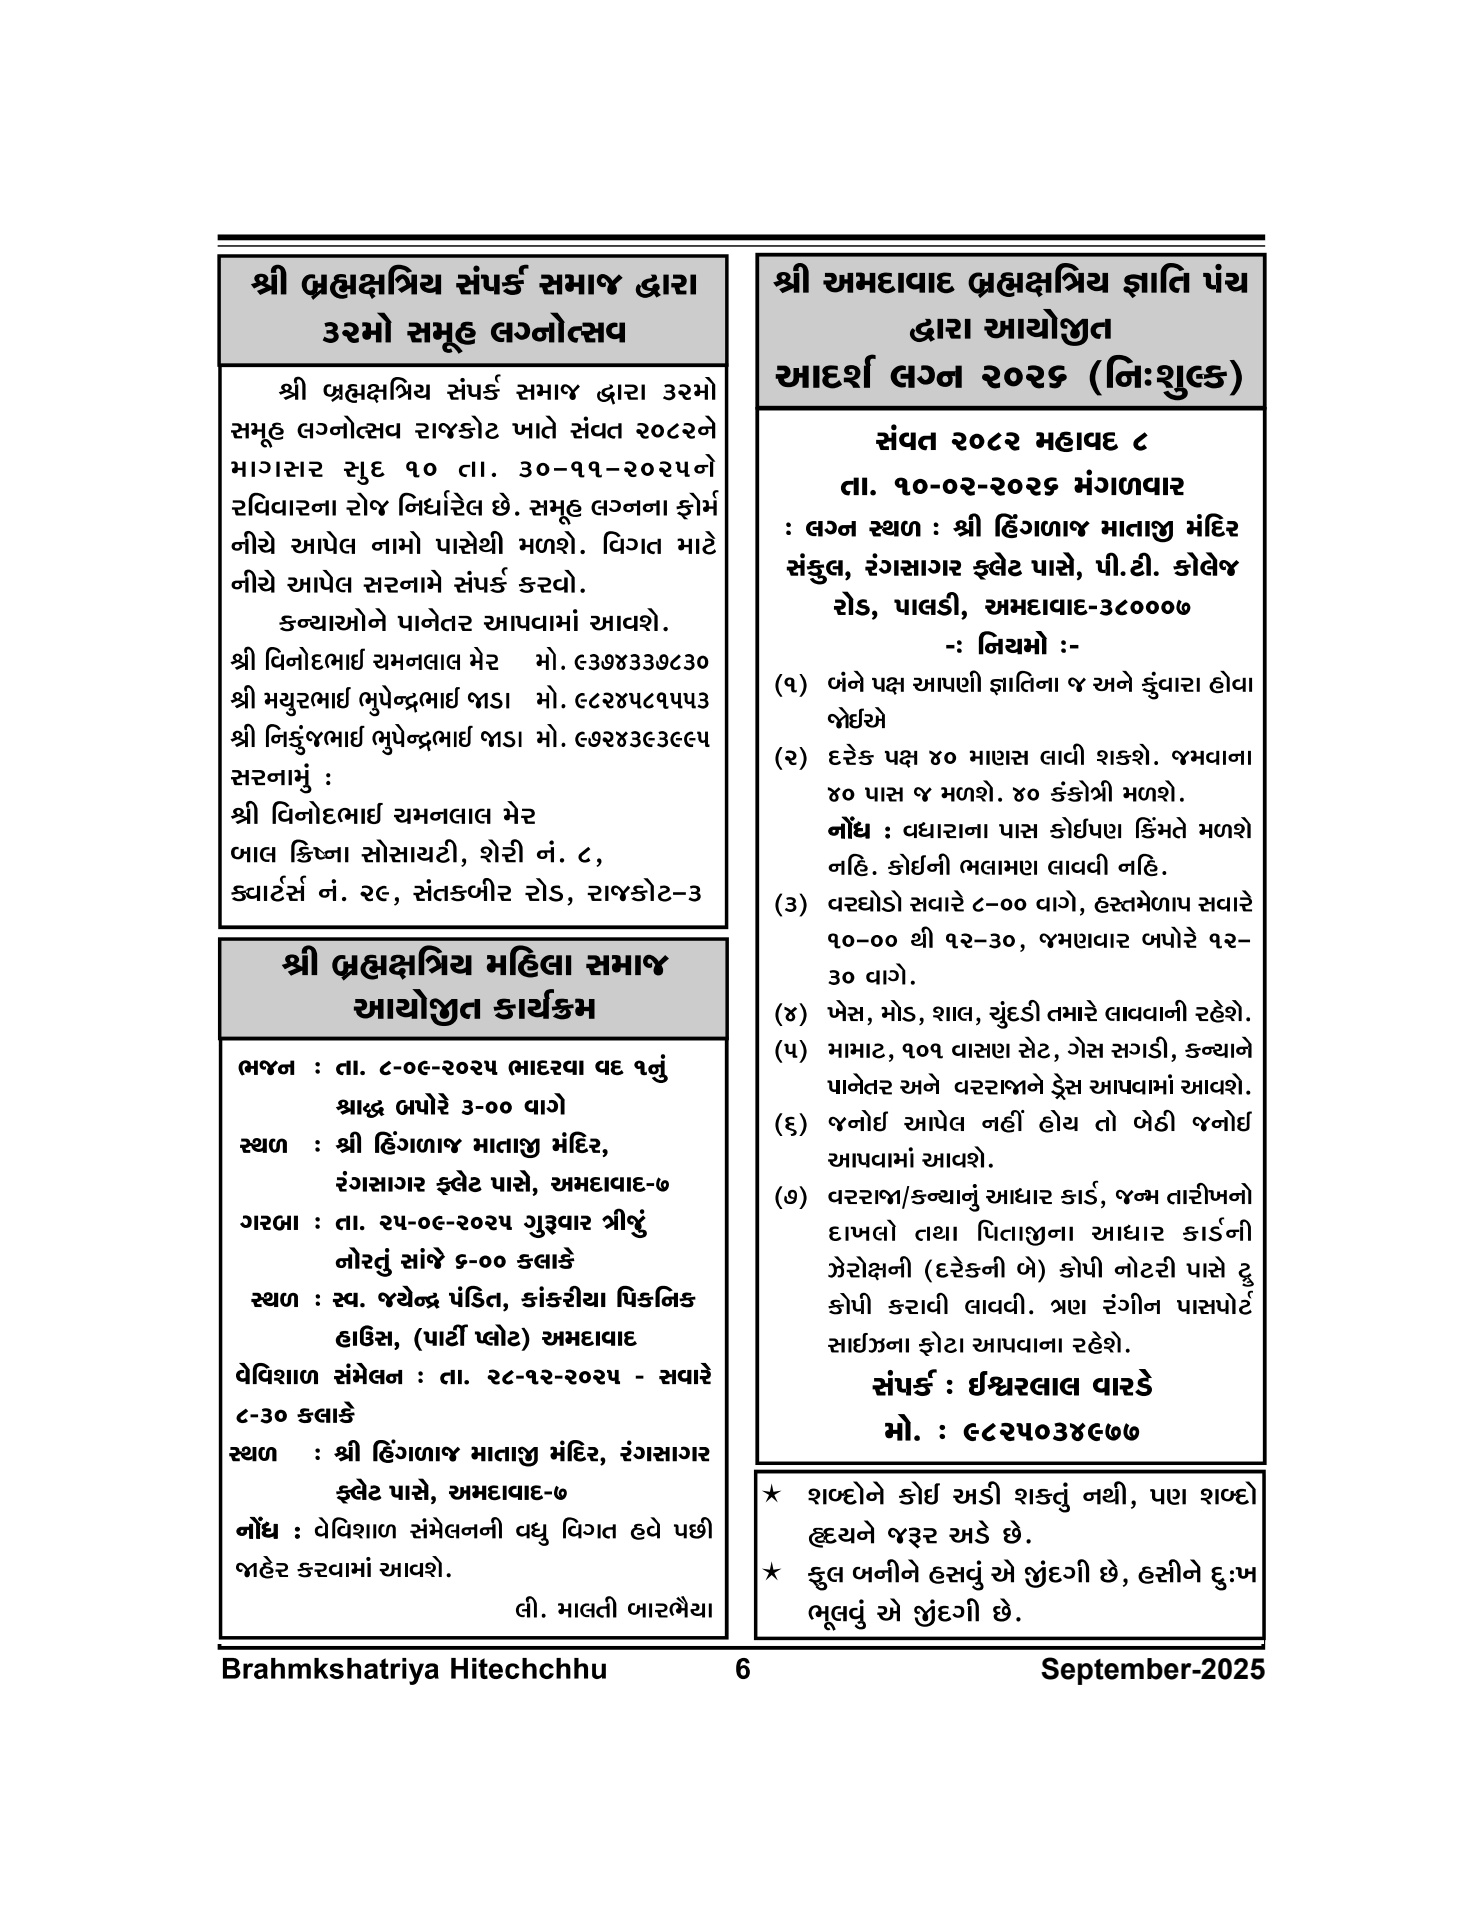 શ્રી બ્રહ્મક્ષત્રિય સંપર્ક સમાજ દ્વારા
૩૨મો સમૂહ લગ્નોત્સવ
શ્રી બ્રહ્મક્ષત્રિય સંપર્ક સમાજ દ્વારા ૩૨મો
સમૂહ લગ્નોત્સવ રાજકોટ ખાતે સંવત ૨૦૮૨ને
માગસર સુદ ૧૦ તા. ૩૦–૧૧–૨૦૨૫ને
રવિવારના રોજ નિર્ધારેલ છે. સમૂહ લગ્નના ફોર્મ
નીચે આપેલ નામો પાસેથી મળશે. વિગત માટે
નીચે આપેલ સરનામે સંપર્ક કરવો.
કન્યાઓને પાનેતર આપવામાં આવશે.
શ્રી વિનોદભાઈ ચમનલાલ મેર મો. ૯૩૭૪૩૩૭૮૩૦
શ્રી મયુરભાઈ ભુપેન્દ્રભાઈ જાડા મો. ૯૮૨૪૫૮૧૫૫૩
શ્રી નિકુંજભાઈ ભુપેન્દ્રભાઈ જાડા મો. ૯૭૨૪૩૯૩૯૯૫
સરનામું :
શ્રી વિનોદભાઈ ચમનલાલ મેર
બાલ ક્રિષ્ના સોસાયટી, શેરી નં. ૮,
ક્વાર્ટર્સ નં. ૨૯, સંતકબીર રોડ, રાજકોટ–૩
શ્રી બ્રહ્મક્ષત્રિય મહિલા સમાજ
આયોજીત કાર્યક્રમ
ભજન : તા. ૮-૦૯-૨૦૨૫ ભાદરવા વદ ૧નું
શ્રાદ્ધ બપોરે ૩-૦૦ વાગે
સ્થળ : શ્રી હિંગળાજ માતાજી મંદિર,
રંગસાગર ફ્લેટ પાસે, અમદાવાદ-૭
ગરબા : તા. ૨૫-૦૯-૨૦૨૫ ગુરૂવાર ત્રીજું
નોરતું સાંજે ૬-૦૦ કલાકે
સ્થળ : સ્વ. જયેન્દ્ર પંડિત, કાંકરીયા પિકનિક
હાઉસ, (પાર્ટી પ્લોટ) અમદાવાદ
વેવિશાળ સંમેલન : તા. ૨૮-૧૨-૨૦૨૫ - સવારે
૮-૩૦ કલાકે
સ્થળ : શ્રી હિંગળાજ માતાજી મંદિર, રંગસાગર
ફ્લેટ પાસે, અમદાવાદ-૭
નોંધ : વેવિશાળ સંમેલનની વધુ વિગત હવે પછી
જાહેર કરવામાં આવશે.
લી. માલતી બારભૈયા
શ્રી અમદાવાદ બ્રહ્મક્ષત્રિય જ્ઞાતિ પંચ
દ્વારા આયોજીત
આદર્શ લગ્ન ૨૦૨૬ (નિઃશુલ્ક)
સંવત ૨૦૮૨ મહાવદ ૮
તા. ૧૦-૦૨-૨૦૨૬ મંગળવાર
: લગ્ન સ્થળ : શ્રી હિંગળાજ માતાજી મંદિર
સંકુલ, રંગસાગર ફ્લેટ પાસે, પી.ટી. કોલેજ
રોડ, પાલડી, અમદાવાદ-૩૮૦૦૦૭
-: નિયમો :-
(૧) બંને પક્ષ આપણી જ્ઞાતિના જ અને કુંવારા હોવા
જોઈએ
(૨) દરેક પક્ષ ૪૦ માણસ લાવી શકશે. જમવાના
૪૦ પાસ જ મળશે. ૪૦ કંકોત્રી મળશે.
નોંધ : વધારાના પાસ કોઈપણ કિંમતે મળશે
નહિ. કોઈની ભલામણ લાવવી નહિ.
(૩) વરઘોડો સવારે ૮–૦૦ વાગે, હસ્તમેળાપ સવારે
૧૦–૦૦ થી ૧૨–૩૦, જમણવાર બપોરે ૧૨–
૩૦ વાગે.
(૪) ખેસ, મોડ, શાલ, ચુંદડી તમારે લાવવાની રહેશે.
(૫) મામાટ, ૧૦૧ વાસણ સેટ, ગેસ સગડી, કન્યાને
પાનેતર અને વરરાજાને ડ્રેસ આપવામાં આવશે.
(૬) જનોઈ આપેલ નહીં હોય તો બેઠી જનોઈ
આપવામાં આવશે.
(૭) વરરાજા/કન્યાનું આધાર કાર્ડ, જન્મ તારીખનો
દાખલો તથા પિતાજીના આધાર કાર્ડની
ઝેરોક્ષની (દરેકની બે) કોપી નોટરી પાસે ટ્રુ
કોપી કરાવી લાવવી. ત્રણ રંગીન પાસપોર્ટ
સાઈઝના ફોટા આપવાના રહેશે.
સંપર્ક : ઈશ્વરલાલ વારડે
મો. : ૯૮૨૫૦૩૪૯૭૭
★ શબ્દોને કોઈ અડી શકતું નથી, પણ શબ્દો
હૃદયને જરૂર અડે છે.
★ ફુલ બનીને હસવું એ જીંદગી છે, હસીને દુ:ખ
ભૂલવું એ જીંદગી છે.
Brahmkshatriya Hitechchhu 6 September-2025